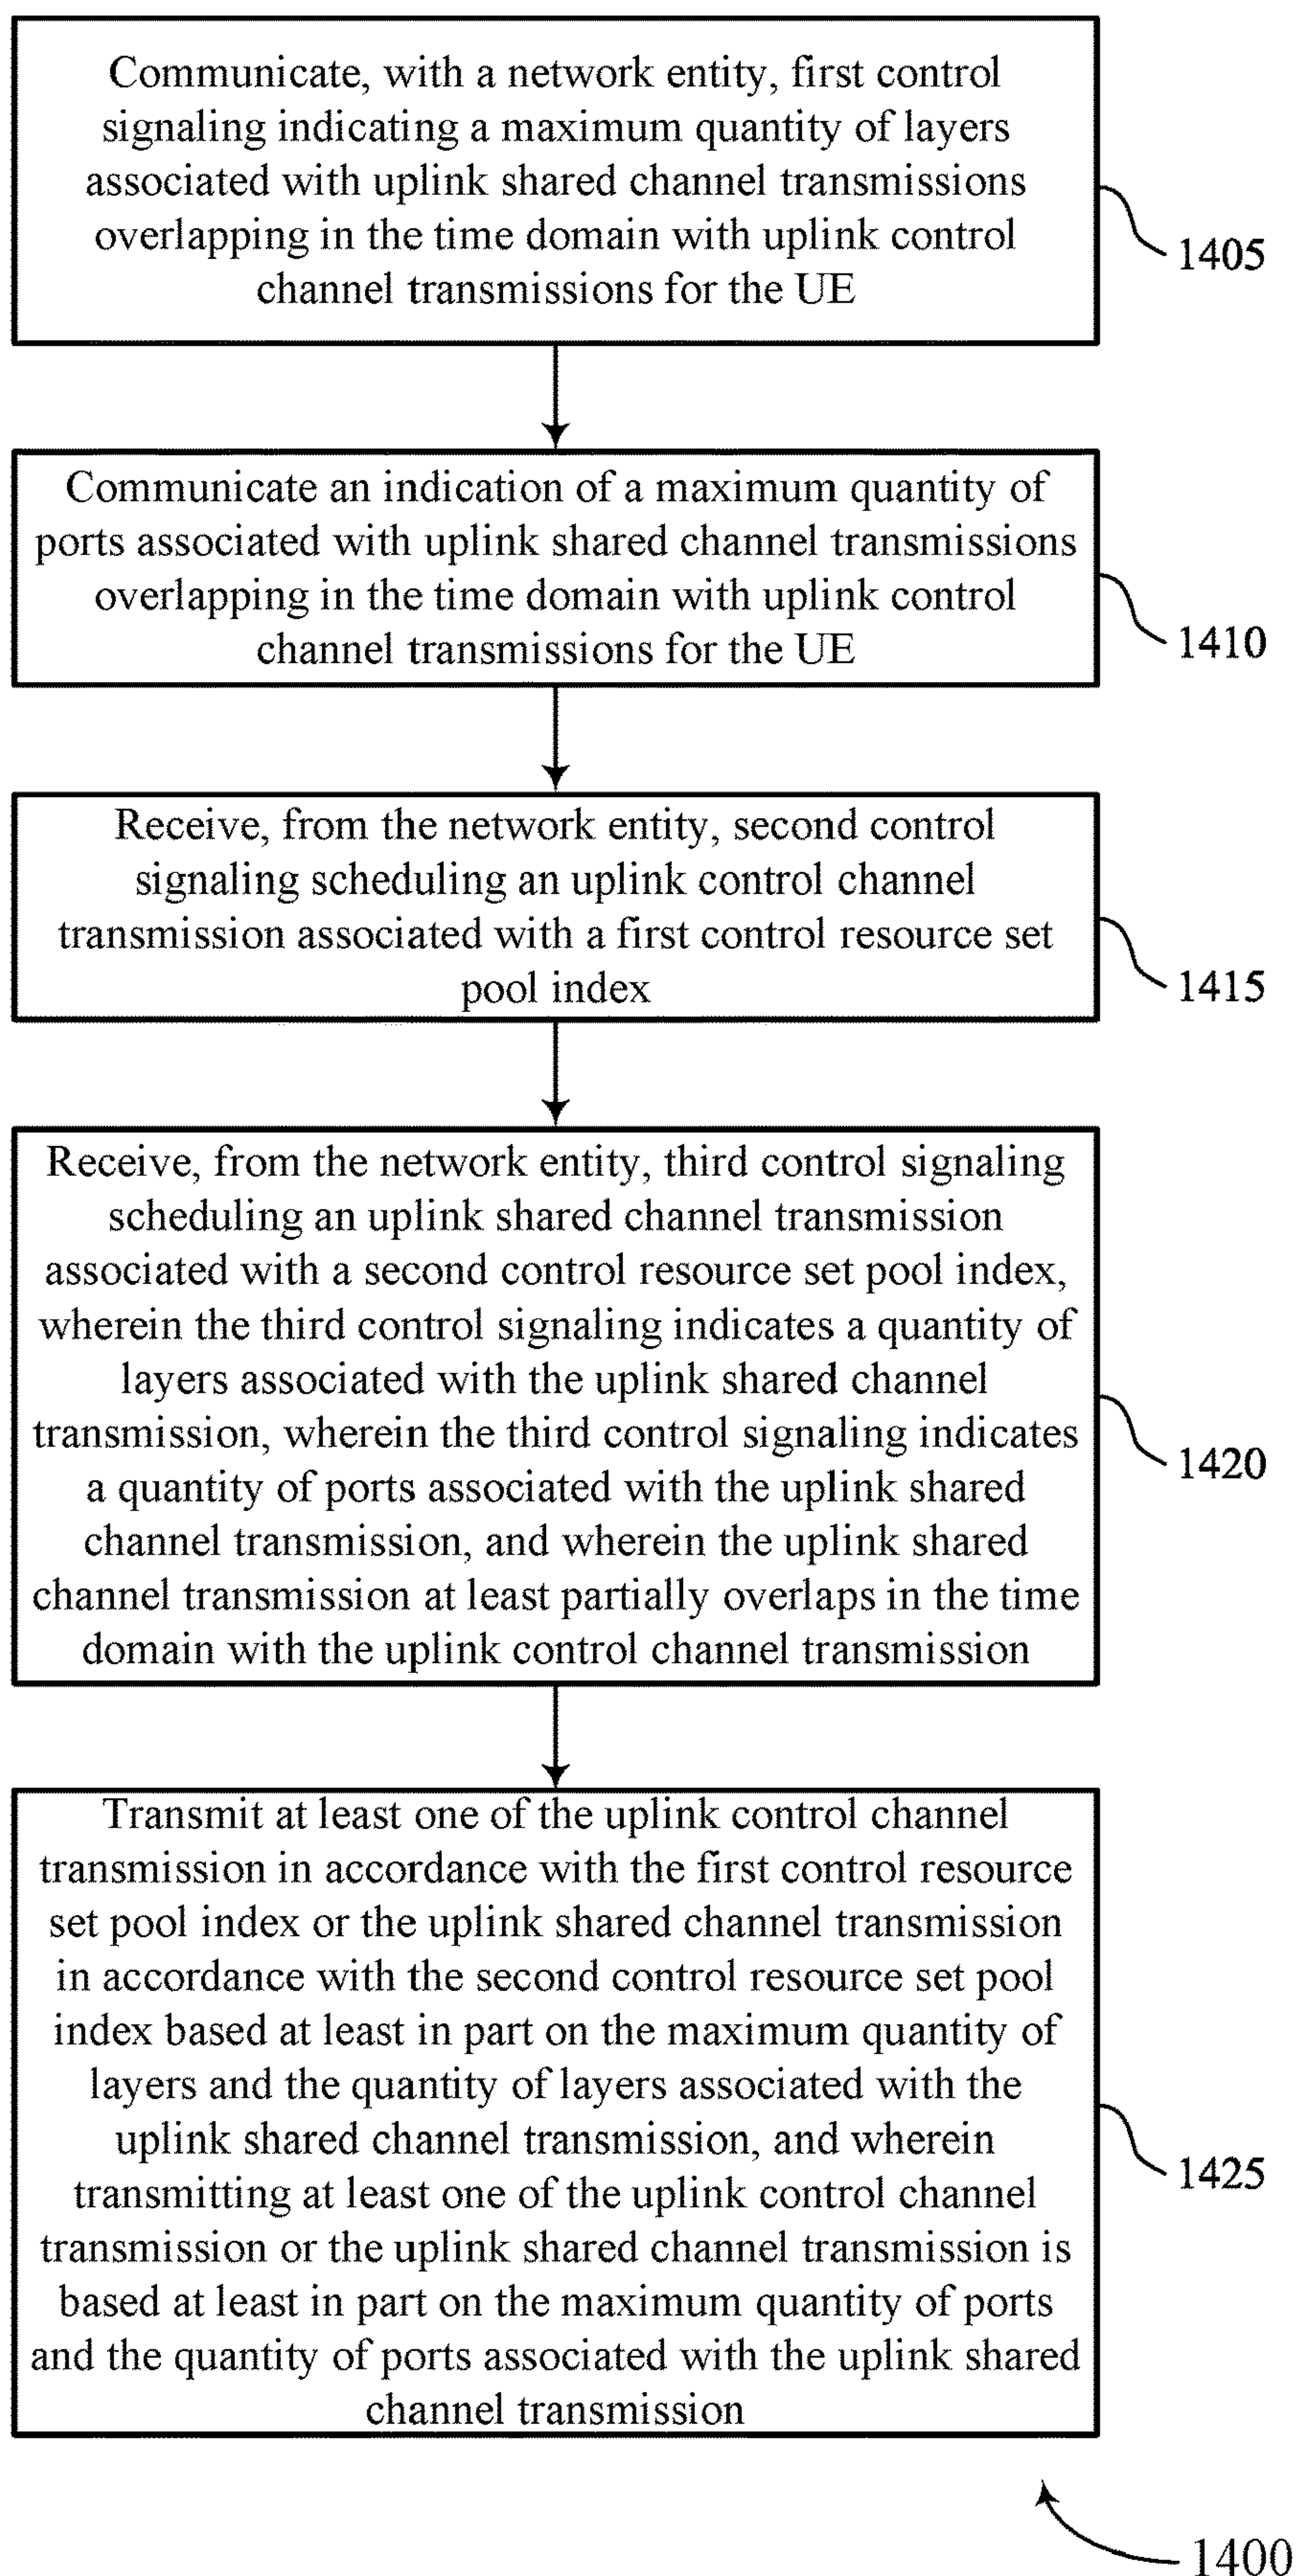 Communicate, with a network entity, first control
signaling indicating a maximum quantity of layers
associated with uplink shared channel transmissions
overlapping in the time domain with uplink control
channel transmissions for the UE
1405
Communicate an indication of a maximum quantity of
ports associated with uplink shared channel transmissions
overlapping in the time domain with uplink control
channel transmissions for the UE
1410
Receive, from the network entity, second control
signaling scheduling an uplink control channel
transmission associated with a first control resource set
pool index
1415
Receive, from the network entity, third control signaling
scheduling an uplink shared channel transmission
associated with a second control resource set pool index,
wherein the third control signaling indicates a quantity of
layers associated with the uplink shared channel
transmission, wherein the third control signaling indicates
a quantity of ports associated with the uplink shared
channel transmission, and wherein the uplink shared
channel transmission at least partially overlaps in the time
domain with the uplink control channel transmission
1420
Transmit at least one of the uplink control channel
transmission in accordance with the first control resource
set pool index or the uplink shared channel transmission
in accordance with the second control resource set pool
index based at least in part on the maximum quantity of
layers and the quantity of layers associated with the
uplink shared channel transmission, and wherein
transmitting at least one of the uplink control channel
transmission or the uplink shared channel transmission is
based at least in part on the maximum quantity of ports
and the quantity of ports associated with the uplink shared
channel transmission
1425
1400